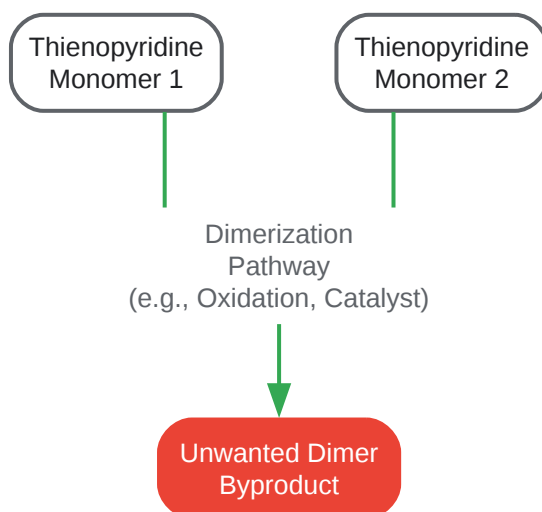 Thienopyridine
Monomer 1
Thienopyridine
Monomer 2
Dimerization
Pathway
(e.g., Oxidation, Catalyst)
Unwanted Dimer
Byproduct